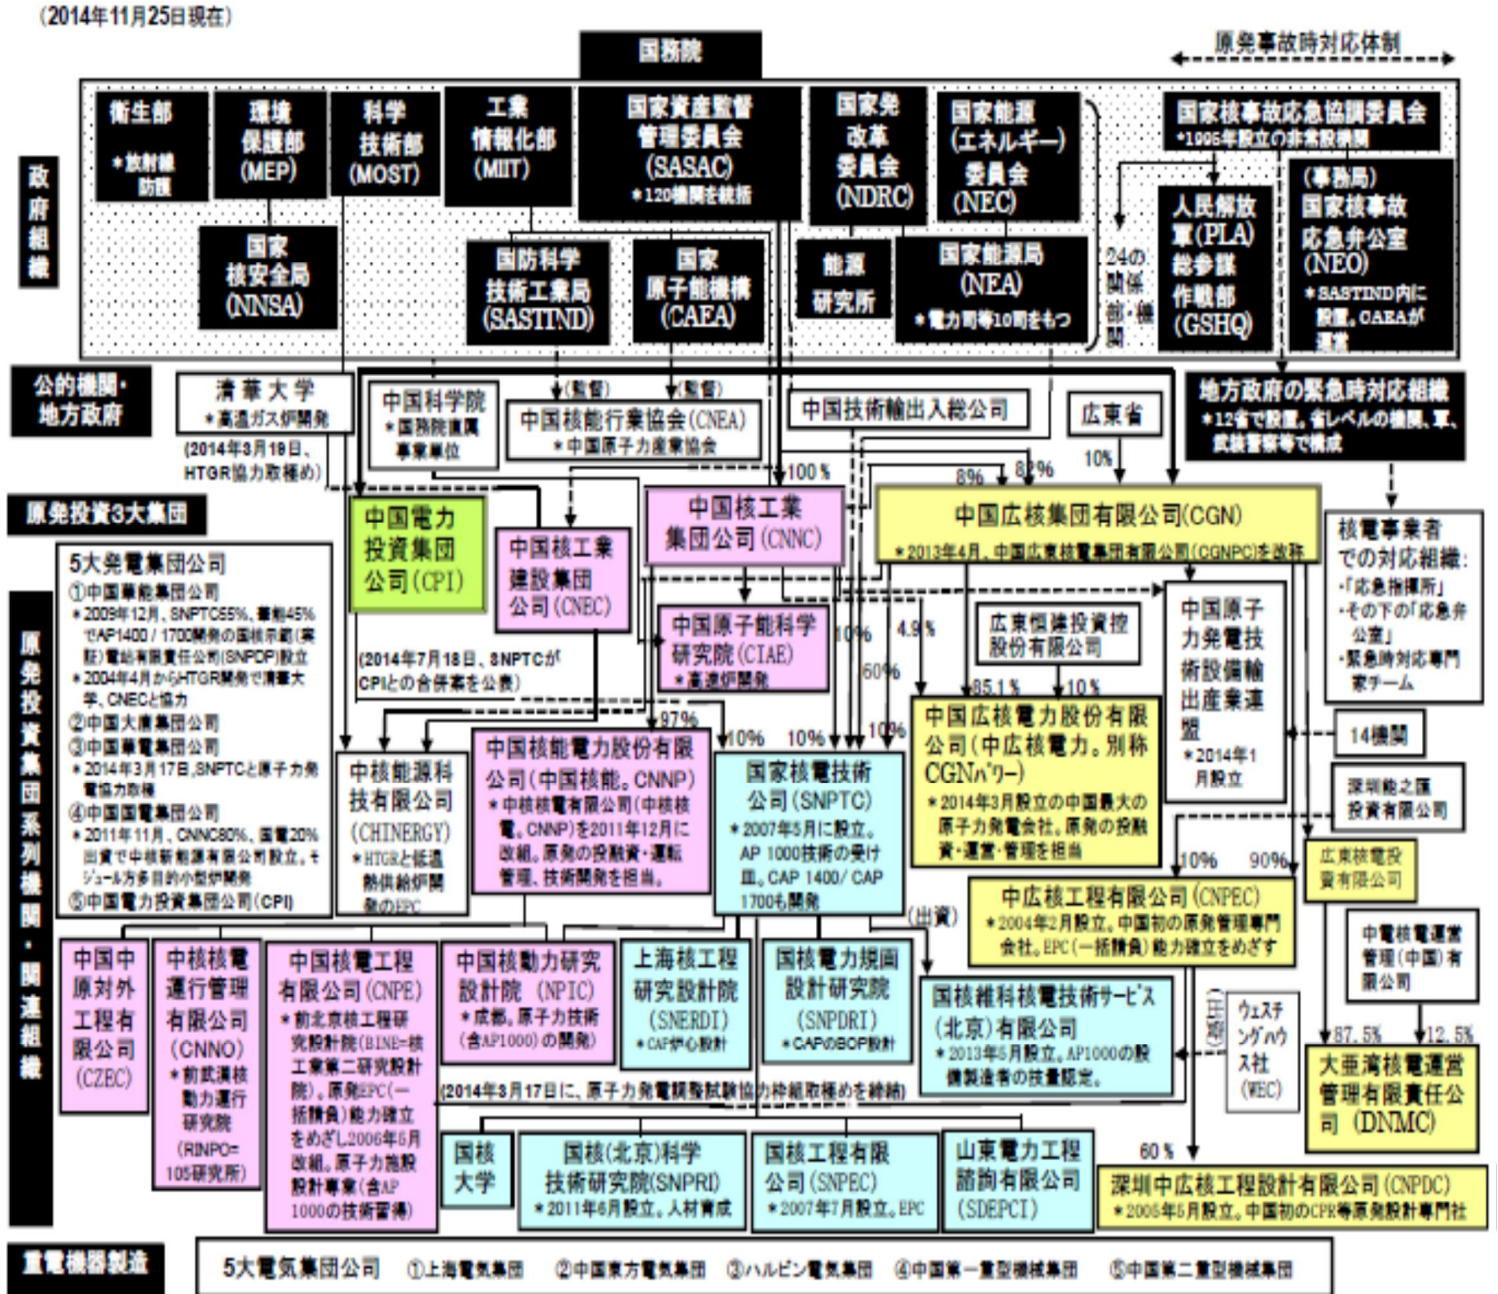 （2014年11月25日現在）
国務院
原発事故時対応体制
政府組織
衛生部
＊放射線
防護
環境
保護部
(MEP)
科学
技術部
(MOST)
工業
情報化部
(MIIT)
国家資産監督
管理委員会
(SASAC)
＊120機関を統括
国家発
改革
委員会
(NDRC)
国家能源
(エネルギー)
委員会
(NEC)
国家核事故応急協調委員会
*1995年設立の非常設機関
国家
核安全局
(NNSA)
国防科学
技術工業局
(SASTIND)
国家
原子能機構
(CAEA)
能源
研究所
国家能源局
(NEA)
＊電力司等10司をもつ
24の
関係
部・機
関
人民解放
軍(PLA)
総参謀
作戦部
(GSHQ)
(事務局)
国家核事故
応急弁公室
(NEO)
＊SASTIND内に
設置。CAEAが
運営
公的機関・
地方政府
清華大学
＊高温ガス炉開発
(2014年3月19日、
HTGR協力取極め)
中国科学院
＊国務院直属
事業単位
(監督)
(監督)
中国核能行業協会(CNEA)
＊中国原子力産業協会
中国技術輸出入総公司
広東省
地方政府の緊急時対応組織
＊12省で設置。省レベルの機関、軍、
武装警察等で構成
100%
8%
82%
10%
原発投資3大集団
中国電力
投資集団
公司(CPI)
中国核工業
建設集団
公司(CNEC)
中国核工業
集団公司(CNNC)
中国広核集団有限公司(CGN)
＊2013年4月、中国広東核電集団有限公司(CGNPC)を改称
核電事業者
での対応組織：
・「応急指揮所」
・その下の「応急弁
公室」
・緊急時対応専門
家チーム
原発投資集団系列機関・関連組織
5大発電集団公司
①中国華能集団公司
＊2009年12月、SNPTC55%、華能45%
でAP1400 / 1700開発の国核示範(実
証)電站有限責任公司(SNPDP)設立
＊2004年4月からHTGR開発で清華大
学、CNECと協力
②中国大唐集団公司
③中国華電集団公司
＊2014年3月17日,SNPTCと原子力発
電協力取極
④中国国電集団公司
＊2011年11月、CNNC80%、国電20%
出資で中核新能源有限公司設立。モ
ジュール方多目的小型炉開発
⑤中国電力投資集団公司(CPI)
(2014年7月18日、SNPTCが
CPIとの合併案を公表)
中国原子能科学
研究院(CIAE)
＊高速炉開発
10%
4.9%
60%
広東恒建投資控
股份有限公司
中国原子
力発電技
術設備輸
出産業連
盟
＊2014年1
月設立
14機関
97%
10%
10%
10%
85.1%
10%
中核能源科
技有限公司
(CHINERGY)
＊HTGRと低温
熱供給炉開
発のEPC
中国核能電力股份有限
公司(中国核能。CNNP)
＊中核核電有限公司(中核核
電。CNNP)を2011年12月に
改組。原発の投融資・運転
管理、技術開発を担当。
国家核電技術
公司(SNPTC)
＊2007年5月に設立。
AP 1000技術の受け
皿。CAP 1400/ CAP
1700も開発
中国広核電力股份有限
公司(中広核電力。別称
CGNパワー)
＊2014年3月設立の中国最大の
原子力発電会社。原発の投融
資・運営・管理を担当
深圳能之匯
投資有限公司
10%
90%
広東核電投
資有限公司
(出資)
中広核工程有限公司(CNPEC)
＊2004年2月設立。中国初の原発管理専門
会社。EPC(一括請負)能力確立をめざす
中電核電運営
管理(中国)有
限公司
中国中
原対外
工程有
限公司
(CZEC)
中核核電
運行管理
有限公司
(CNNO)
＊前武漢核
動力運行
研究院
(RINPO=
105研究所)
中国核電工程
有限公司(CNPE)
＊前北京核工程研
究設計院(BINE=核
工業第二研究設計
院)。原発EPC(一
括請負)能力確立
をめざし2006年5月
改組。原子力施設
設計専業(含AP
1000の技術習得)
中国核動力研究
設計院(NPIC)
＊成都。原子力技術
(含AP1000)の開発)
上海核工程
研究設計院
(SNERDI)
＊CAP炉心設計
国核電力規画
設計研究院
(SNPDRI)
＊CAPのBOP設計
国核維科核電技術サービス
(北京)有限公司
＊2013年5月設立。AP1000の設
備製造者の技量認定。
(出資)
ウェスチ
ングハウ
ス社
(WEC)
87.5%
12.5%
大亜湾核電運営
管理有限責任公
司 (DNMC)
(2014年3月17日に、原子力発電調整試験協力枠組取極めを締結)
国核
大学
国核(北京)科学
技術研究院(SNPRI)
＊2011年6月設立。人材育成
国核工程有限
公司(SNPEC)
＊2007年7月設立。EPC
山東電力工程
諮詢有限公司
(SDEPCI)
60%
深圳中広核工程設計有限公司(CNPDC)
＊2005年5月設立。中国初のCPR等原発設計専門社
重電機器製造
5大電気集団公司 ①上海電気集団 ②中国東方電気集団 ③ハルビン電気集団 ④中国第一重型機械集団 ⑤中国第二重型機械集団